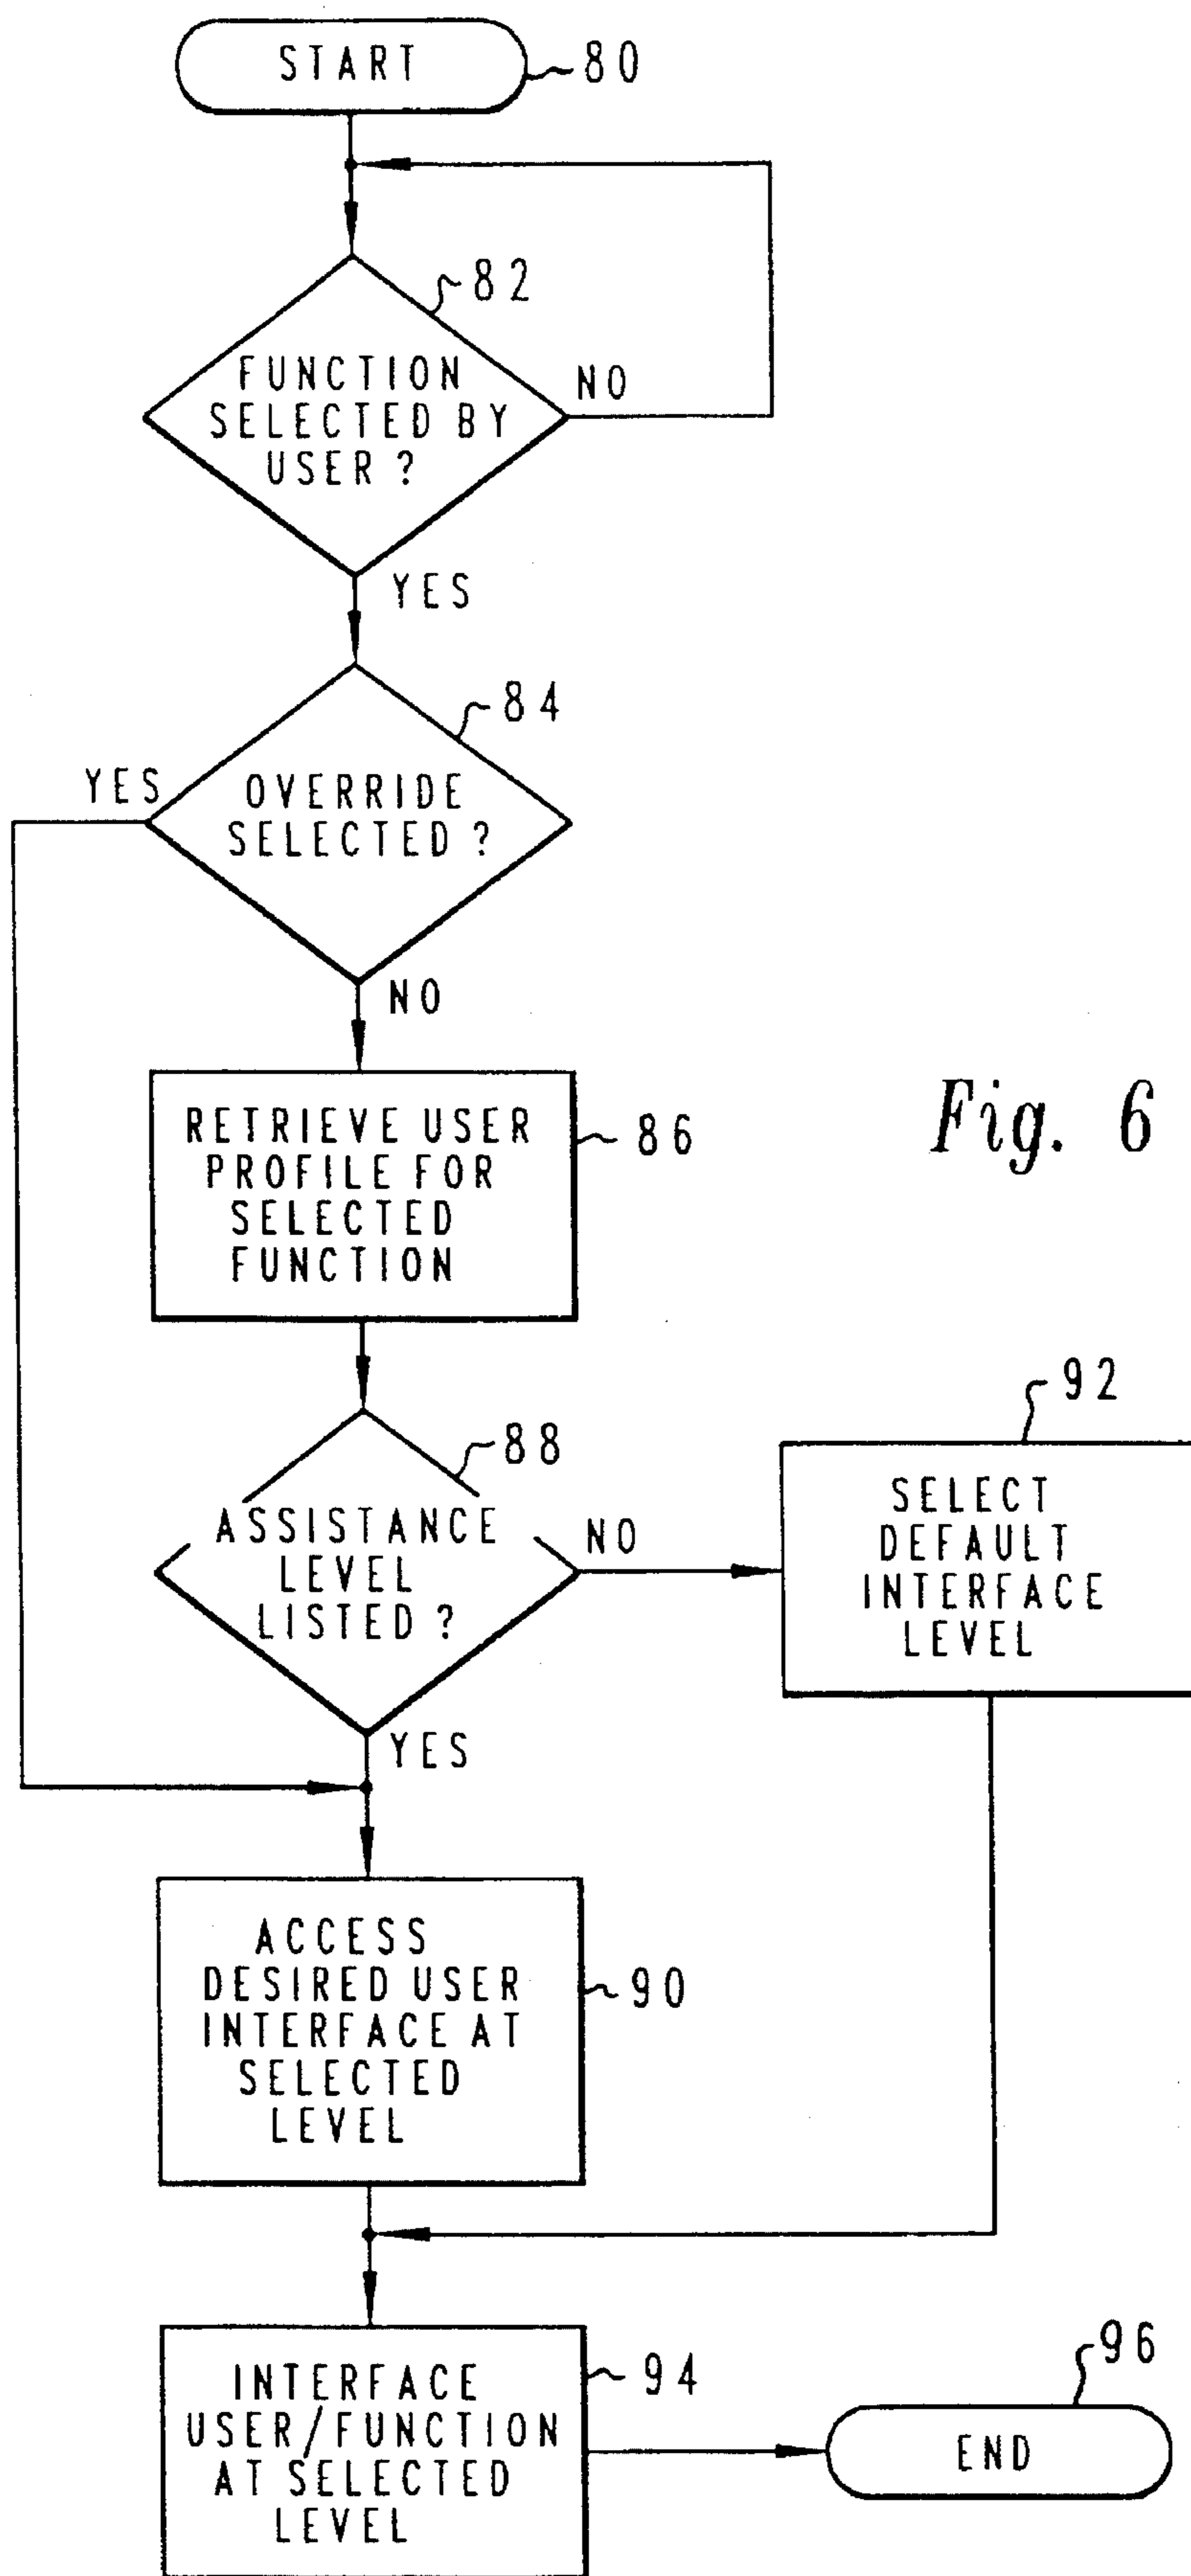 START
80
82
FUNCTION
SELECTED BY
USER ?
NO
YES
84
YES
OVERRIDE
SELECTED ?
NO
RETRIEVE USER
PROFILE FOR
SELECTED
FUNCTION
86
Fig. 6
88
ASSISTANCE
LEVEL
LISTED ?
NO
YES
92
SELECT
DEFAULT
INTERFACE
LEVEL
ACCESS
DESIRED USER
INTERFACE AT
SELECTED
LEVEL
90
INTERFACE
USER/FUNCTION
AT SELECTED
LEVEL
94
96
END